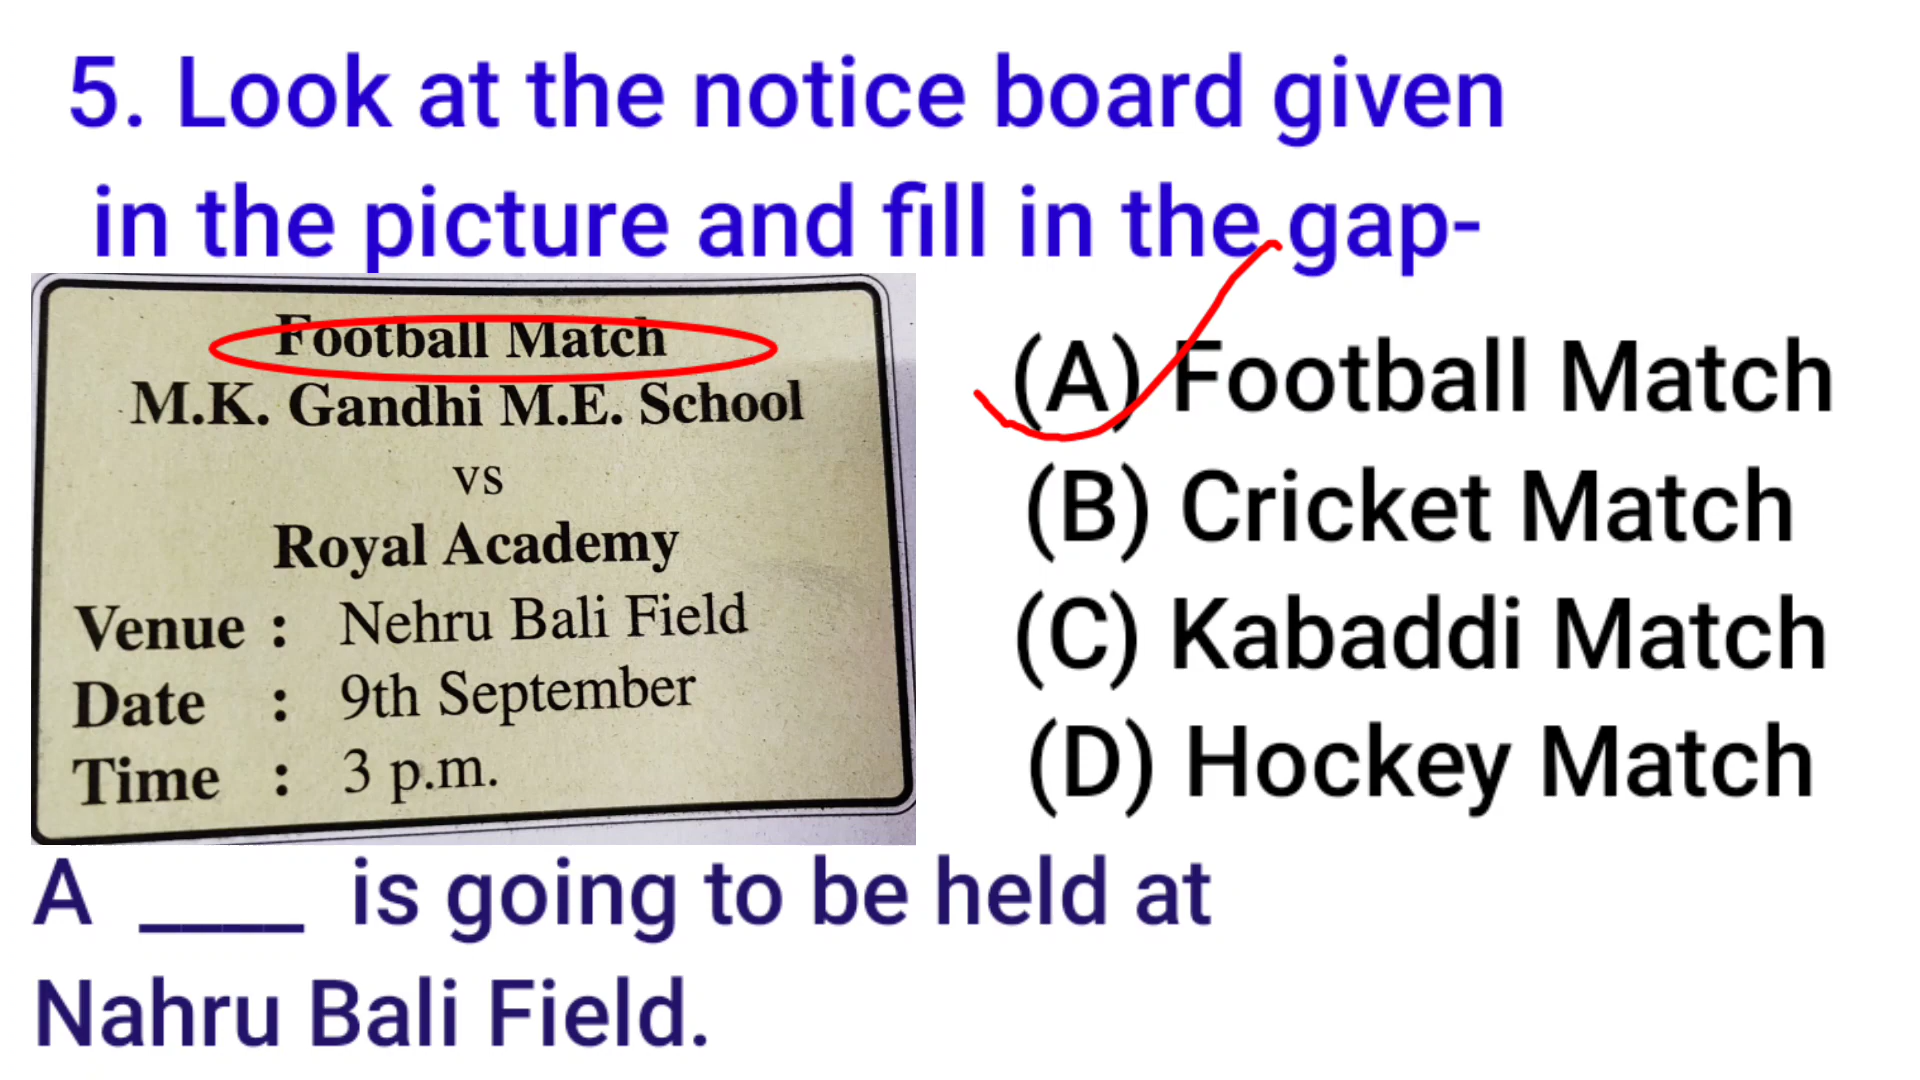 5. Look at the notice board given
in the picture and fill in the gap-
Football Match
M.K. Gandhi M.E. School
vs
Royal Academy
Venue : Nehru Bali Field
Date : 9th September
Time : 3 p.m.
(A) Football Match
(B) Cricket Match
(C) Kabaddi Match
(D) Hockey Match
A ____ is going to be held at
Nahru Bali Field.